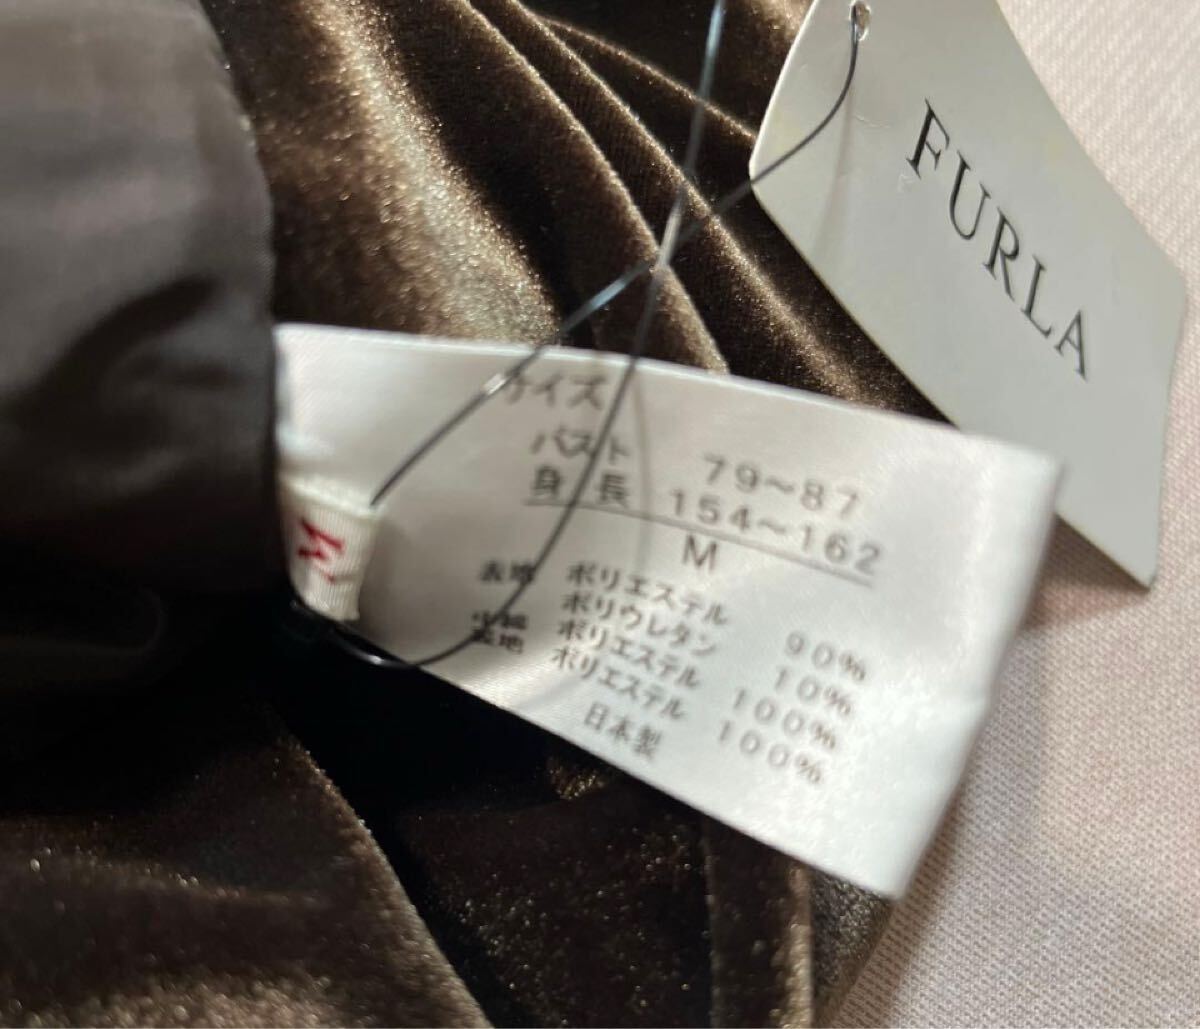 FURLA
サイズ
バスト 79〜87
身長 154〜162
M
表地 ポリエステル 90%
ポリウレタン 10%
ポリエステル 100%
裏地 ポリエステル 100%
日本製
M